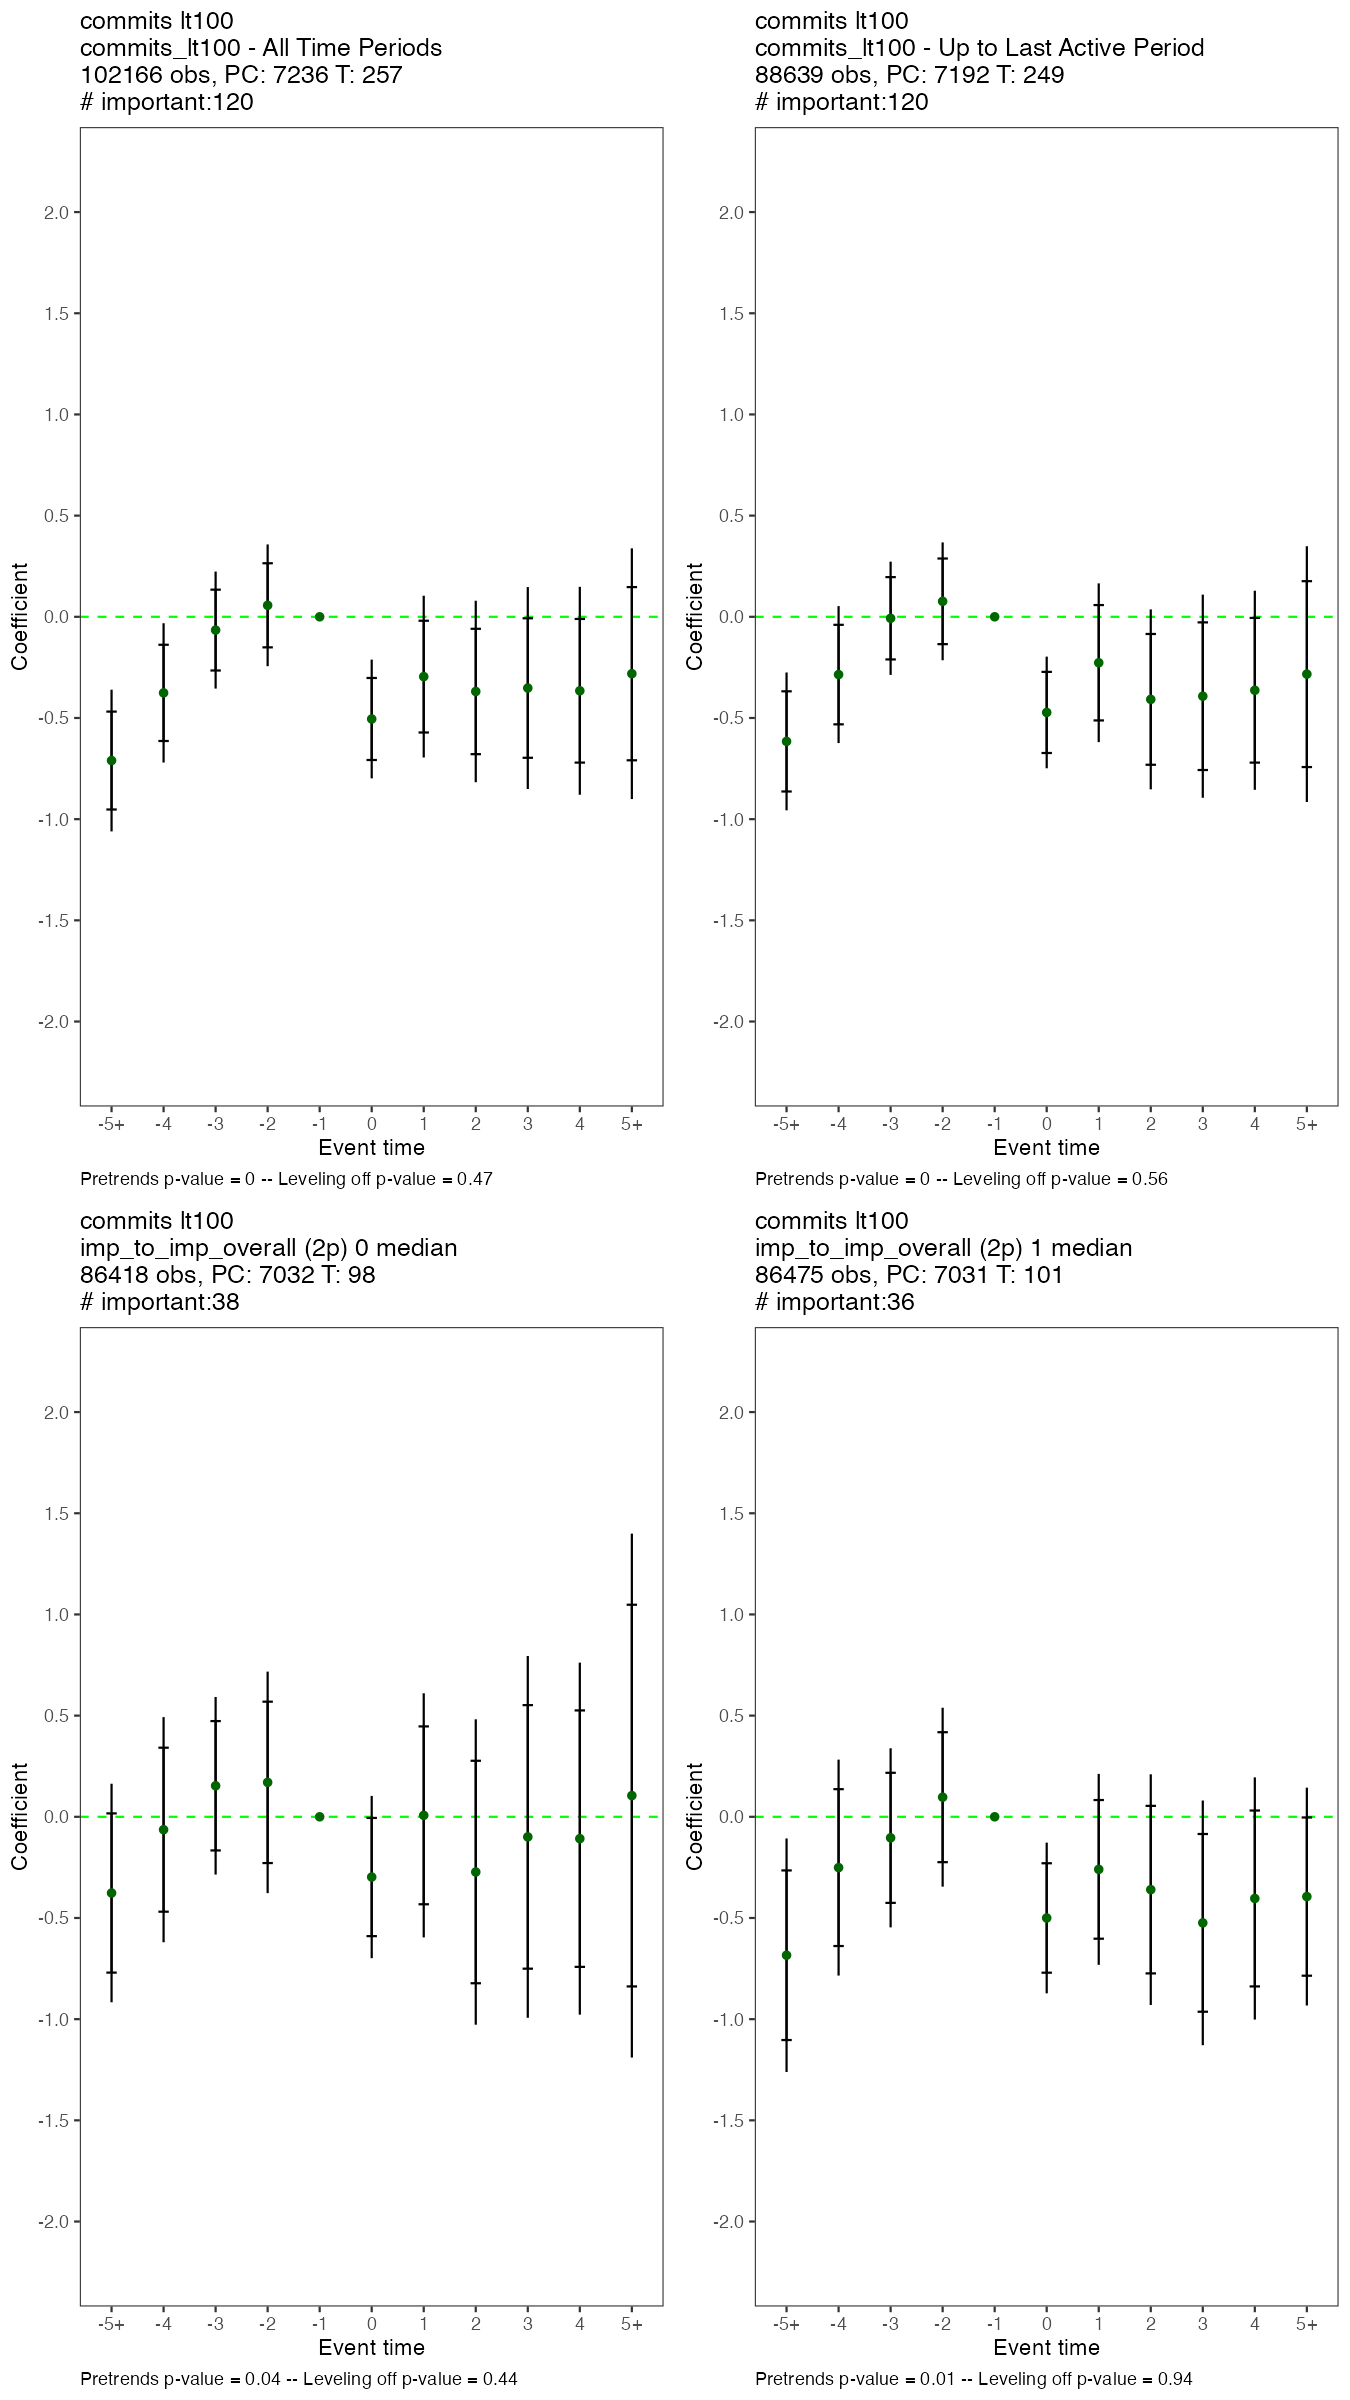 commits lt100
commits_lt100 - All Time Periods
102166 obs, PC: 7236 T: 257
# important:120
2.0
1.5
1.0
0.5
0.0
-0.5
-1.0
-1.5
-2.0
Coefficient
-5+ -4 -3 -2 -1 0 1 2 3 4 5+
Event time
Pretrends p-value = 0 -- Leveling off p-value = 0.47
commits lt100
commits_lt100 - Up to Last Active Period
88639 obs, PC: 7192 T: 249
# important:120
2.0
1.5
1.0
0.5
0.0
-0.5
-1.0
-1.5
-2.0
Coefficient
-5+ -4 -3 -2 -1 0 1 2 3 4 5+
Event time
Pretrends p-value = 0 -- Leveling off p-value = 0.56
commits lt100
imp_to_imp_overall (2p) 0 median
86418 obs, PC: 7032 T: 98
# important:38
2.0
1.5
1.0
0.5
0.0
-0.5
-1.0
-1.5
-2.0
Coefficient
-5+ -4 -3 -2 -1 0 1 2 3 4 5+
Event time
Pretrends p-value = 0.04 -- Leveling off p-value = 0.44
commits lt100
imp_to_imp_overall (2p) 1 median
86475 obs, PC: 7031 T: 101
# important:36
2.0
1.5
1.0
0.5
0.0
-0.5
-1.0
-1.5
-2.0
Coefficient
-5+ -4 -3 -2 -1 0 1 2 3 4 5+
Event time
Pretrends p-value = 0.01 -- Leveling off p-value = 0.94